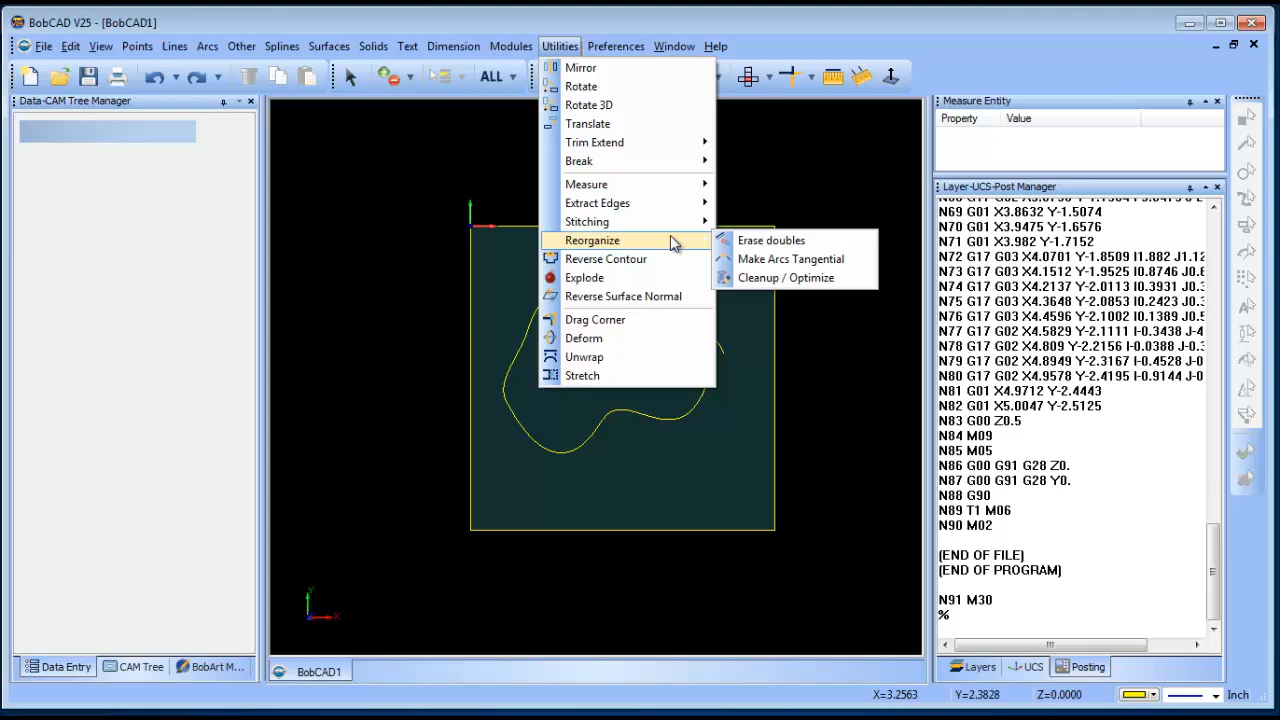 BobCAD V25 - [BobCAD1]
File Edit View Points Lines Arcs Other Splines Surfaces Solids Text Dimension Modules Utilities Preferences Window Help
ALL
Data-CAM Tree Manager
Mirror
Rotate
Rotate 3D
Translate
Trim Extend
Break
Measure
Extract Edges
Stitching
Reorganize
Reverse Contour
Explode
Reverse Surface Normal
Drag Corner
Deform
Unwrap
Stretch
Erase doubles
Make Arcs Tangential
Cleanup / Optimize
Y
X
Measure Entity
Property Value
Layer-UCS-Post Manager
N69 G01 X3.8632 Y-1.5074
N70 G01 X3.9475 Y-1.6576
N71 G01 X3.982 Y-1.7152
N72 G17 G03 X4.0701 Y-1.8509 I1.882 J1.12
N73 G17 G03 X4.1512 Y-1.9525 I0.8746 J0.6
N74 G17 G03 X4.2137 Y-2.0113 I0.3931 J0.3
N75 G17 G03 X4.3648 Y-2.0853 I0.2423 J0.3
N76 G17 G03 X4.4596 Y-2.1002 I0.1389 J0.5
N77 G17 G02 X4.5829 Y-2.1111 I-0.3438 J-4
N78 G17 G02 X4.809 Y-2.2156 I-0.0388 J-0.
N79 G17 G02 X4.8949 Y-2.3167 I-0.4528 J-0
N80 G17 G02 X4.9578 Y-2.4195 I-0.9144 J-0
N81 G01 X4.9712 Y-2.4443
N82 G01 X5.0047 Y-2.5125
N83 G00 Z0.5
N84 M09
N85 M05
N86 G00 G91 G28 Z0.
N87 G00 G91 G28 Y0.
N88 G90
N89 T1 M06
N90 M02
(END OF FILE)
(END OF PROGRAM)
N91 M30
%
Data Entry CAM Tree BobArt M...
BobCAD1
Layers UCS Posting
X=3.2563 Y=2.3828 Z=0.0000 Inch